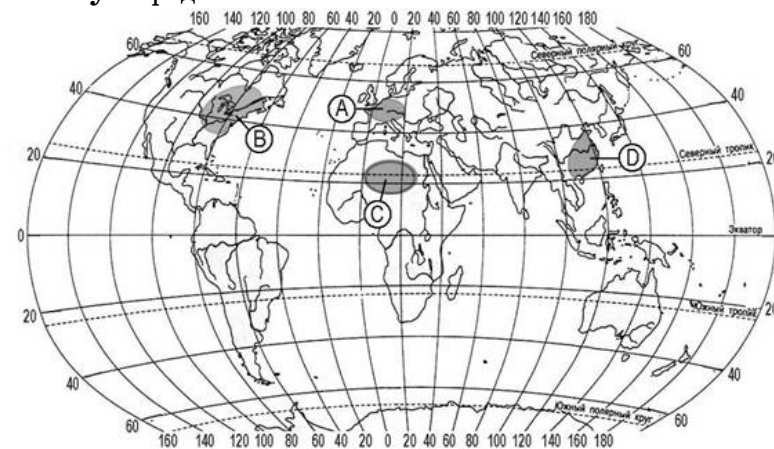 160 140 120 100 80 60 40 20 0 20 40 60 80 100 120 140 160 180
60 Северный полярный круг 60
40 40
A
B
D
20 Северный тропик 20
C
0 Экватор
20 Южный тропик 20
40 40
60 Южный полярный круг 60
160 140 120 100 80 60 40 20 0 20 40 60 80 100 120 140 160 180